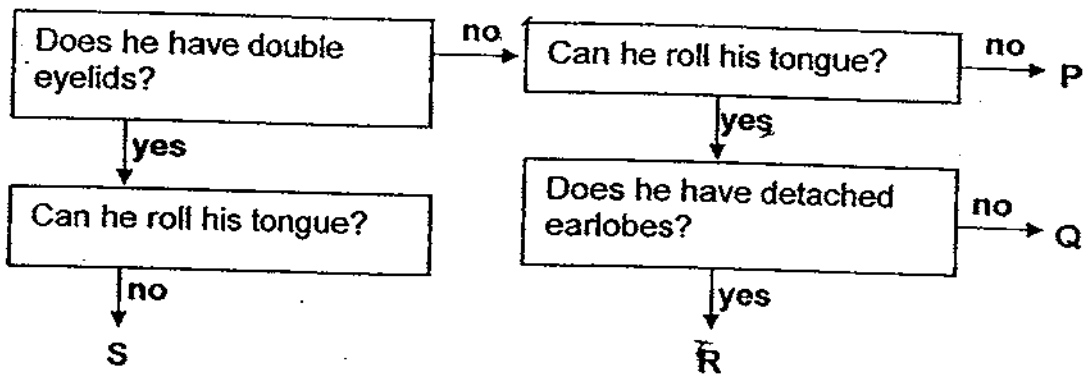 Does he have double
eyelids?
no
Can he roll his tongue?
no
P
yes
yes
Can he roll his tongue?
Does he have detached
earlobes?
no
Q
no
yes
S
R